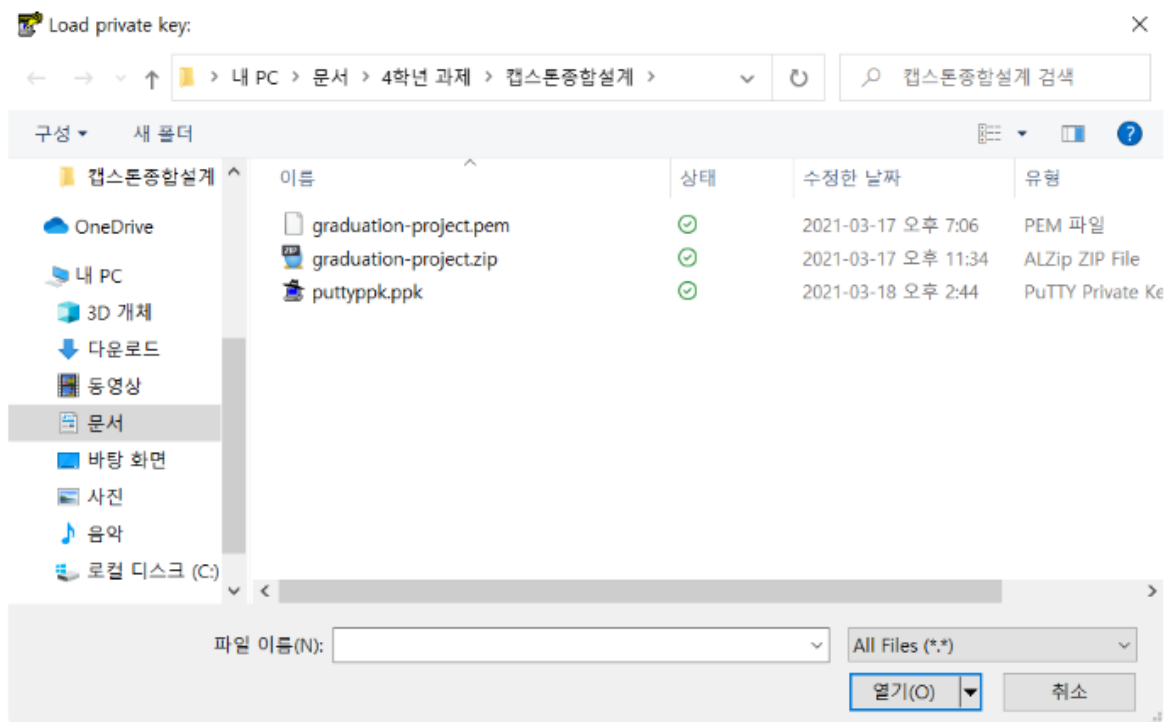 Load private key:
내 PC > 문서 > 4학년 과제 > 캡스톤종합설계 >
캡스톤종합설계 검색
구성
새 폴더
캡스톤종합설계
OneDrive
내 PC
3D 개체
다운로드
동영상
문서
바탕 화면
사진
음악
로컬 디스크 (C:)
이름 상태 수정한 날짜 유형
graduation-project.pem 2021-03-17 오후 7:06 PEM 파일
graduation-project.zip 2021-03-17 오후 11:34 ALZip ZIP File
puttyppk.ppk 2021-03-18 오후 2:44 PuTTY Private Ke
파일 이름(N):
All Files (*.*)
열기(O)
취소